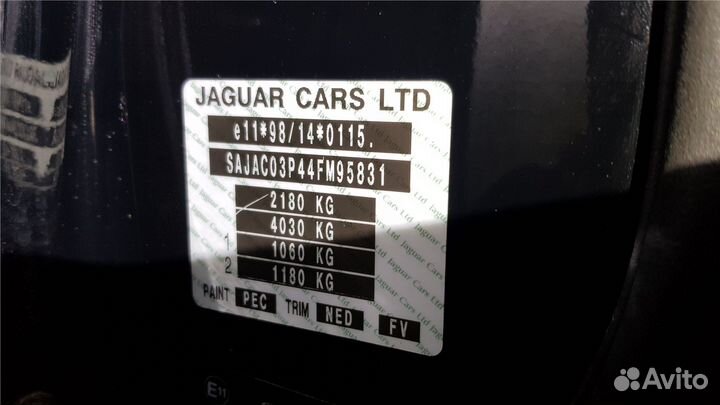 JAGUAR CARS LTD
e11*98/14*0115.
SAJAC03P44FM95831
2180 KG
4030 KG
1 1060 KG
2 1180 KG
PAINT PEC TRIM NED FV
E11
Avito